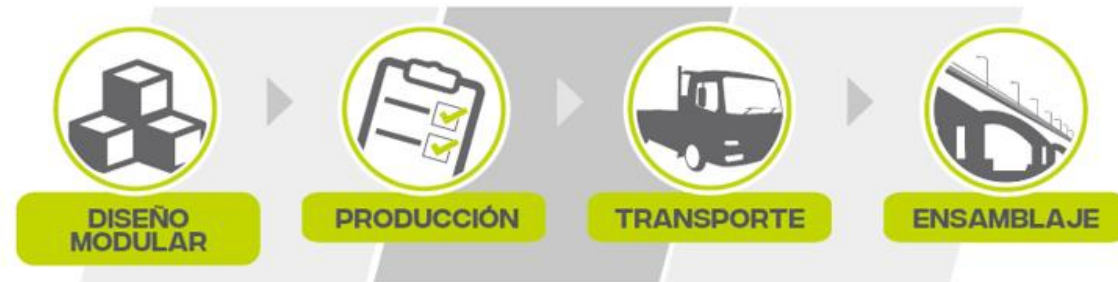 DISEÑO
MODULAR
PRODUCCIÓN
TRANSPORTE
ENSAMBLAJE